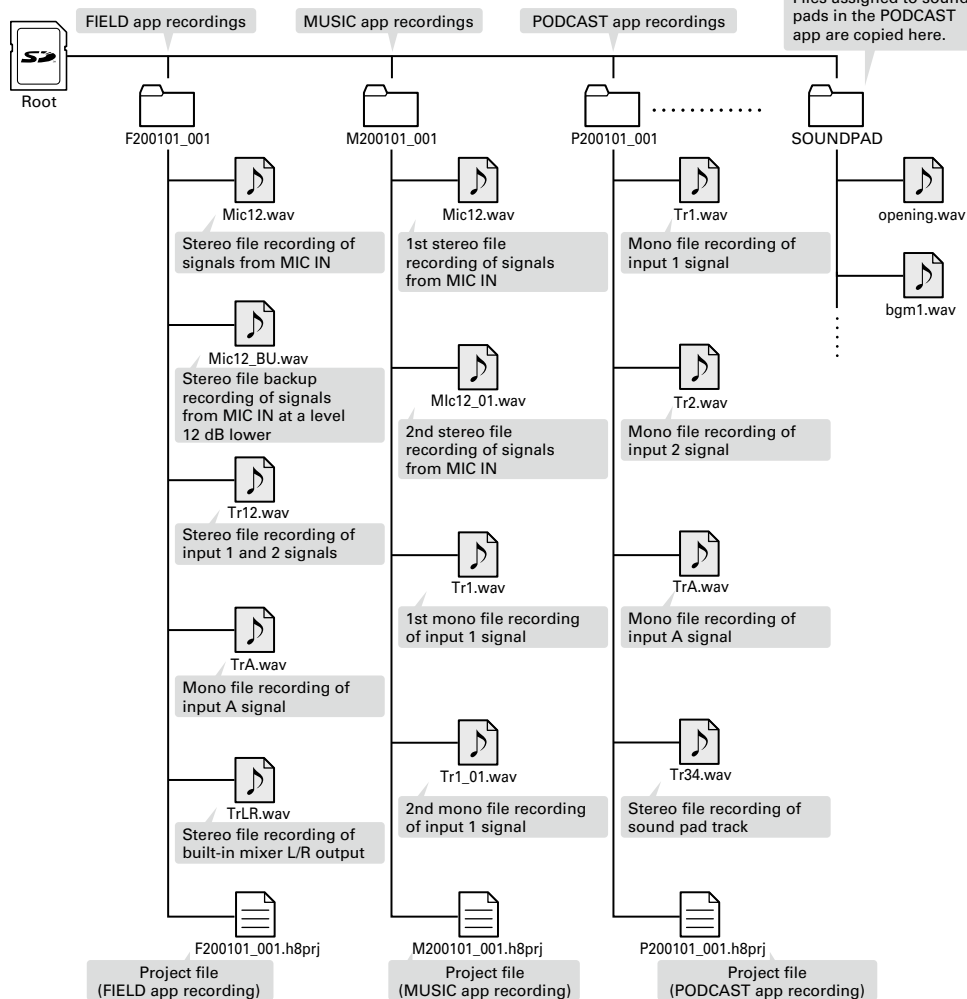 FIELD app recordings
MUSIC app recordings
PODCAST app recordings
pads in the PODCAST
app are copied here.
Root
F200101_001
M200101_001
P200101_001
SOUNDPAD
Mic12.wav
Stereo file recording of
signals from MIC IN
Mic12_BU.wav
Stereo file backup
recording of signals
from MIC IN at a level
12 dB lower
Tr12.wav
Stereo file recording of
input 1 and 2 signals
TrA.wav
Mono file recording of
input A signal
TrLR.wav
Stereo file recording of
built-in mixer L/R output
F200101_001.h8prj
Project file
(FIELD app recording)
Mic12.wav
1st stereo file
recording of signals
from MIC IN
MIc12_01.wav
2nd stereo file
recording of signals
from MIC IN
Tr1.wav
1st mono file recording
of input 1 signal
Tr1_01.wav
2nd mono file recording
of input 1 signal
M200101_001.h8prj
Project file
(MUSIC app recording)
Tr1.wav
Mono file recording of
input 1 signal
Tr2.wav
Mono file recording of
input 2 signal
TrA.wav
Mono file recording of
input A signal
Tr34.wav
Stereo file recording of
sound pad track
P200101_001.h8prj
Project file
(PODCAST app recording)
opening.wav
bgm1.wav